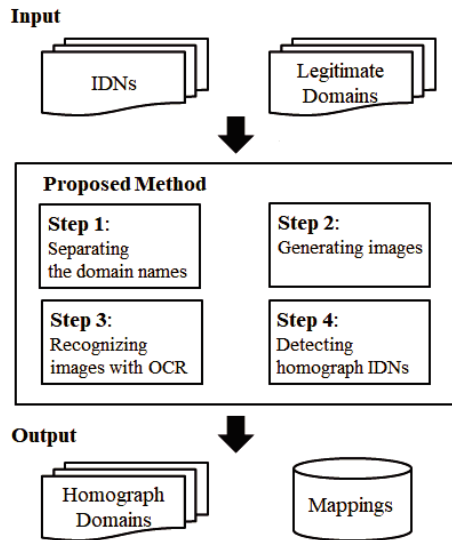 Input
IDNs
Legitimate
Domains
Proposed Method
Step 1:
Separating
the domain names
Step 2:
Generating images
Step 3:
Recognizing
images with OCR
Step 4:
Detecting
homograph IDNs
Output
Homograph
Domains
Mappings